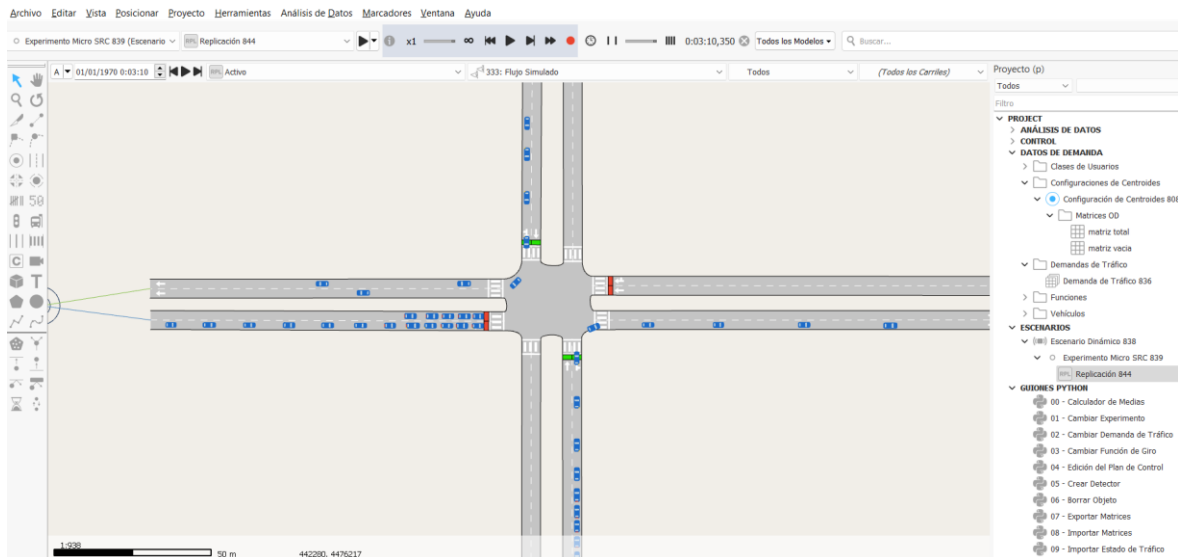 Archivo Editar Vista Posicionar Proyecto Herramientas Análisis de Datos Marcadores Ventana Ayuda
Experimento Micro SRC 839 (Escenario RPL Replicación 844 x1 ∞ 0:03:10,350 Todos los Modelos Buscar...
A 01/01/1970 0:03:10 RPL Activo 333: Flujo Simulado Todos (Todos los Carriles)
Proyecto (p)
Todos
Filtro
PROJECT
ANÁLISIS DE DATOS
CONTROL
DATOS DE DEMANDA
Clases de Usuarios
Configuraciones de Centroides
Configuración de Centroides 808
Matrices OD
matriz total
matriz vacia
Demandas de Tráfico
Demanda de Tráfico 836
Funciones
Vehículos
ESCENARIOS
Escenario Dinámico 838
Experimento Micro SRC 839
RPL Replicación 844
GUIONES PYTHON
00 - Calculador de Medias
01 - Cambiar Experimento
02 - Cambiar Demanda de Tráfico
03 - Cambiar Función de Giro
04 - Edición del Plan de Control
05 - Crear Detector
06 - Borrar Objeto
07 - Exportar Matrices
08 - Importar Matrices
09 - Importar Estado de Tráfico
50
C
T
1:938
50 m
442280, 4476217